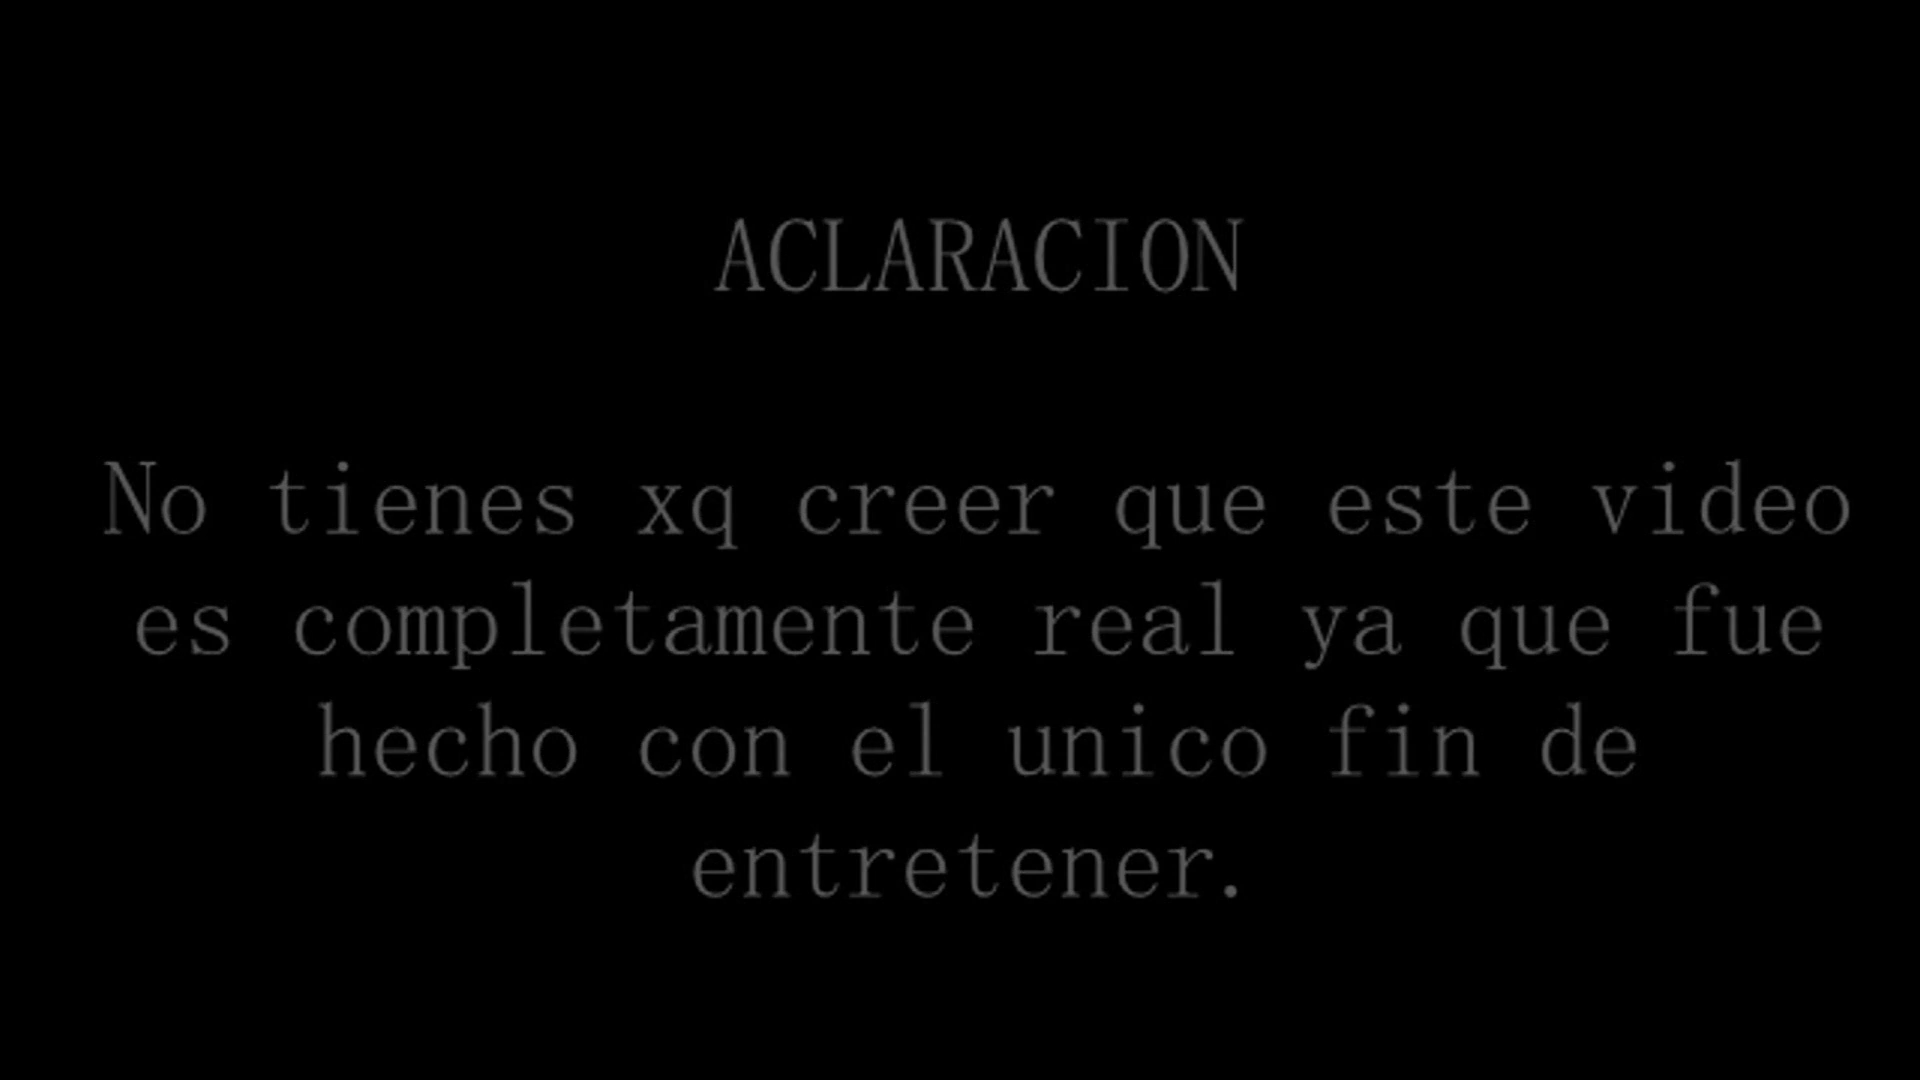 ACLARACION
No tienes xq creer que este video
es completamente real ya que fue
hecho con el unico fin de
entretener.